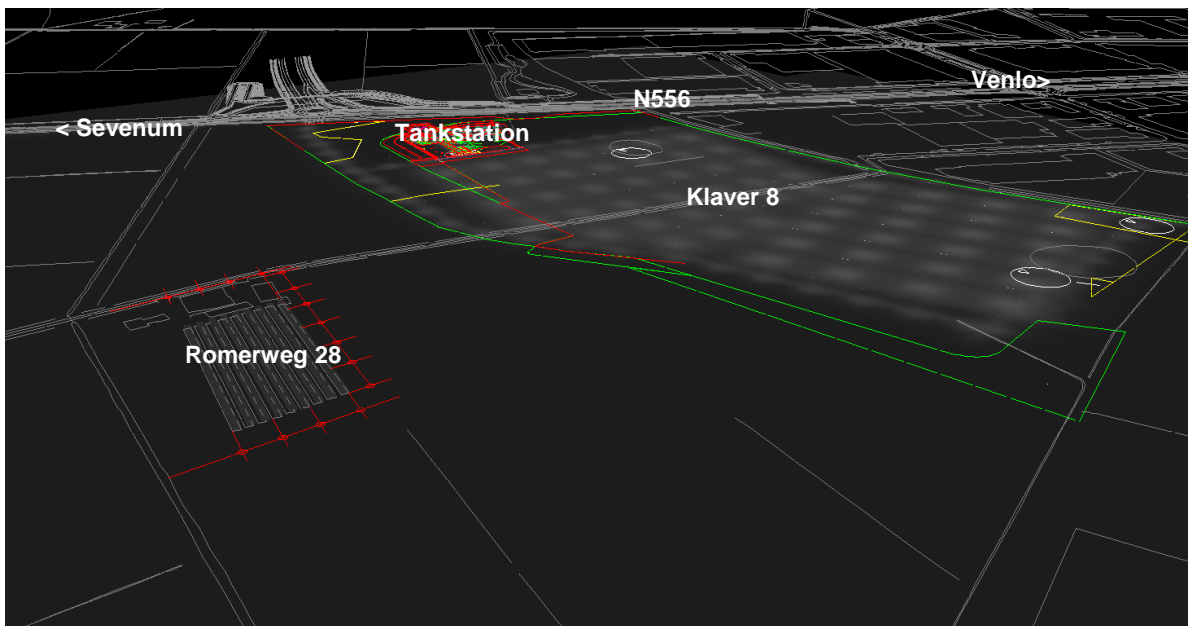 Venlo>
N556
< Sevenum
Tankstation
Klaver 8
Romerweg 28